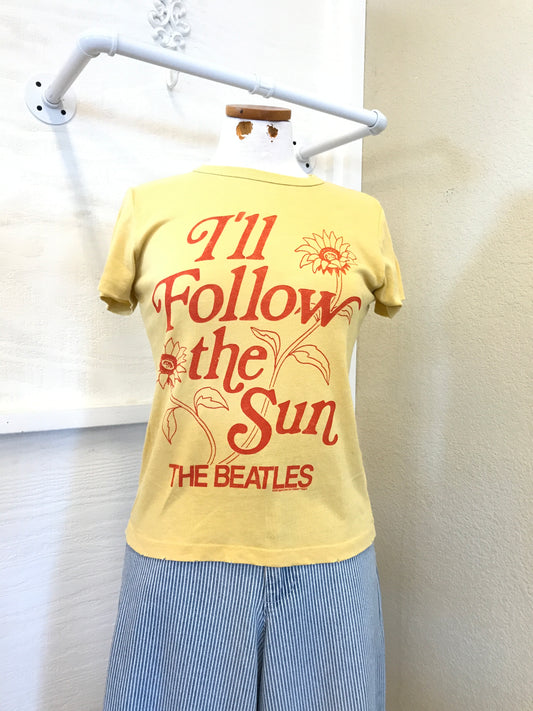 I'll
Follow
the
Sun
THE BEATLES